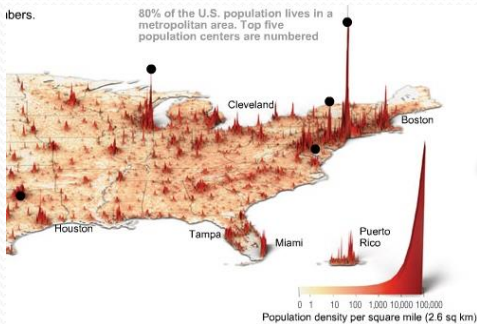 nbers.
80% of the U.S. population lives in a
metropolitan area. Top five
population centers are numbered
Cleveland
Boston
Houston
Tampa
Miami
Puerto
Rico
0 1 10 100 1,000 10,000 100,000
Population density per square mile (2.6 sq km)